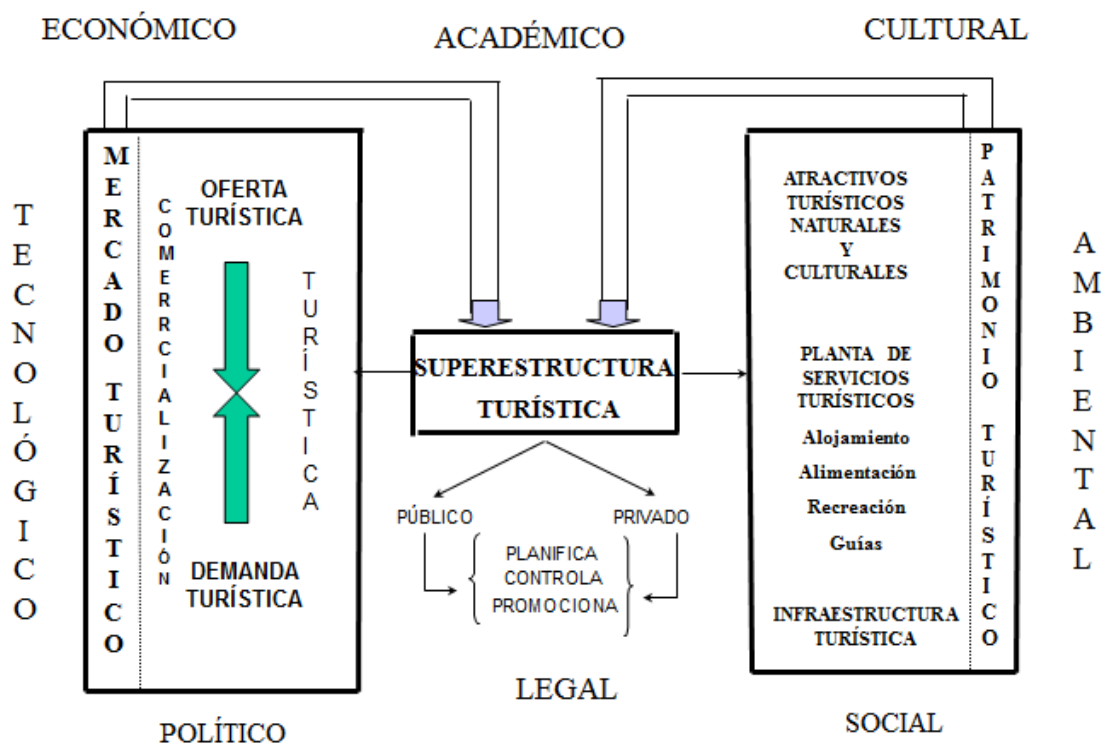 ECONÓMICO
ACADÉMICO
CULTURAL
TECNOLÓGICO
MERCADO TURÍSTICO
COMERRCIALIZACIÓN
TURÍSTICA
OFERTA
TURÍSTICA
DEMANDA
TURÍSTICA
SUPERESTRUCTURA
TURÍSTICA
PÚBLICO
PRIVADO
PLANIFICA
CONTROLA
PROMOCIONA
ATRACTIVOS
TURÍSTICOS
NATURALES
Y
CULTURALES
PLANTA DE
SERVICIOS
TURÍSTICOS
Alojamiento
Alimentación
Recreación
Guías
INFRAESTRUCTURA
TURÍSTICA
PATRIMONIO TURÍSTICO
AMBIENTAL
POLÍTICO
LEGAL
SOCIAL